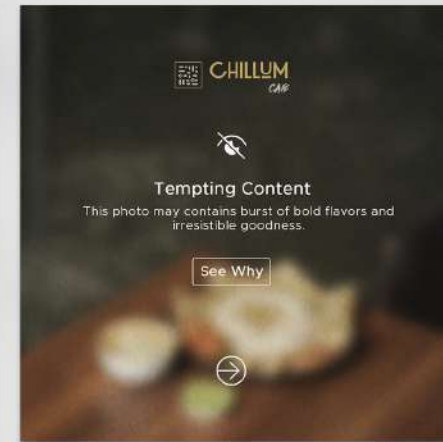 CHILLUM
CAFE
Tempting Content
This photo may contains burst of bold flavors and
irresistible goodness.
See Why